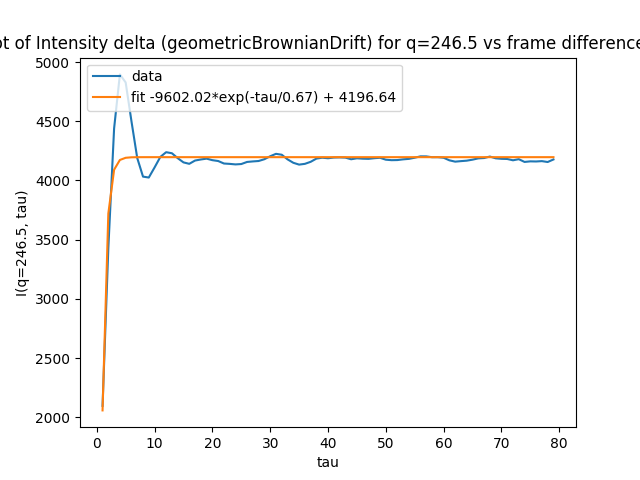 ot of Intensity delta (geometricBrownianDrift) for q=246.5 vs frame difference
data
fit -9602.02*exp(-tau/0.67) + 4196.64
I(q=246.5, tau)
5000
4500
4000
3500
3000
2500
2000
0 10 20 30 40 50 60 70 80
tau